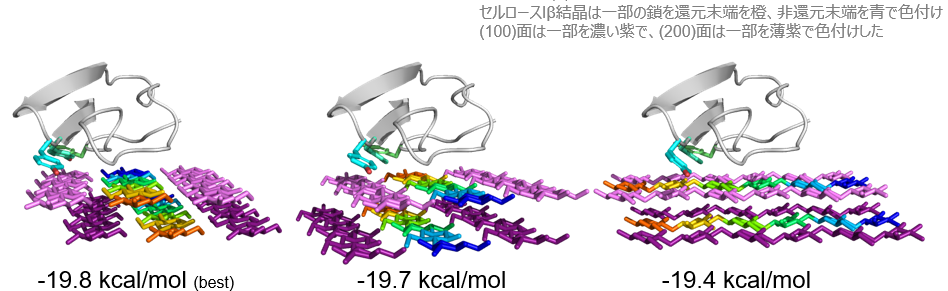 セルロースIβ結晶は一部の鎖を還元末端を橙、非還元末端を青で色付け
(100)面は一部を濃い紫で、(200)面は一部を薄紫で色付けした
-19.8 kcal/mol (best)
-19.7 kcal/mol
-19.4 kcal/mol